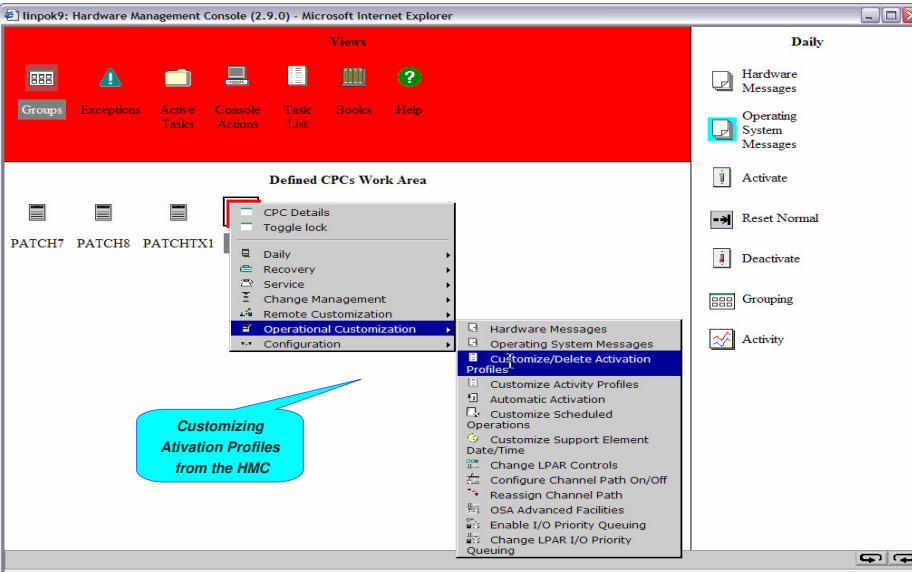 linpok9: Hardware Management Console (2.9.0) - Microsoft Internet Explorer
Views
Groups
Exceptions
Active
Tasks
Console
Actions
Task
List
Books
Help
Defined CPCs Work Area
PATCH7
PATCH8
PATCHTX1
CPC Details
Toggle lock
Daily
Recovery
Service
Change Management
Remote Customization
Operational Customization
Configuration
Hardware Messages
Operating System Messages
Customize/Delete Activation
Profiles
Customize Activity Profiles
Automatic Activation
Customize Scheduled
Operations
Customize Support Element
Date/Time
Change LPAR Controls
Configure Channel Path On/Off
Reassign Channel Path
OSA Advanced Facilities
Enable I/O Priority Queuing
Change LPAR I/O Priority
Queuing
Customizing
Ativation Profiles
from the HMC
Daily
Hardware
Messages
Operating
System
Messages
Activate
Reset Normal
Deactivate
Grouping
Activity